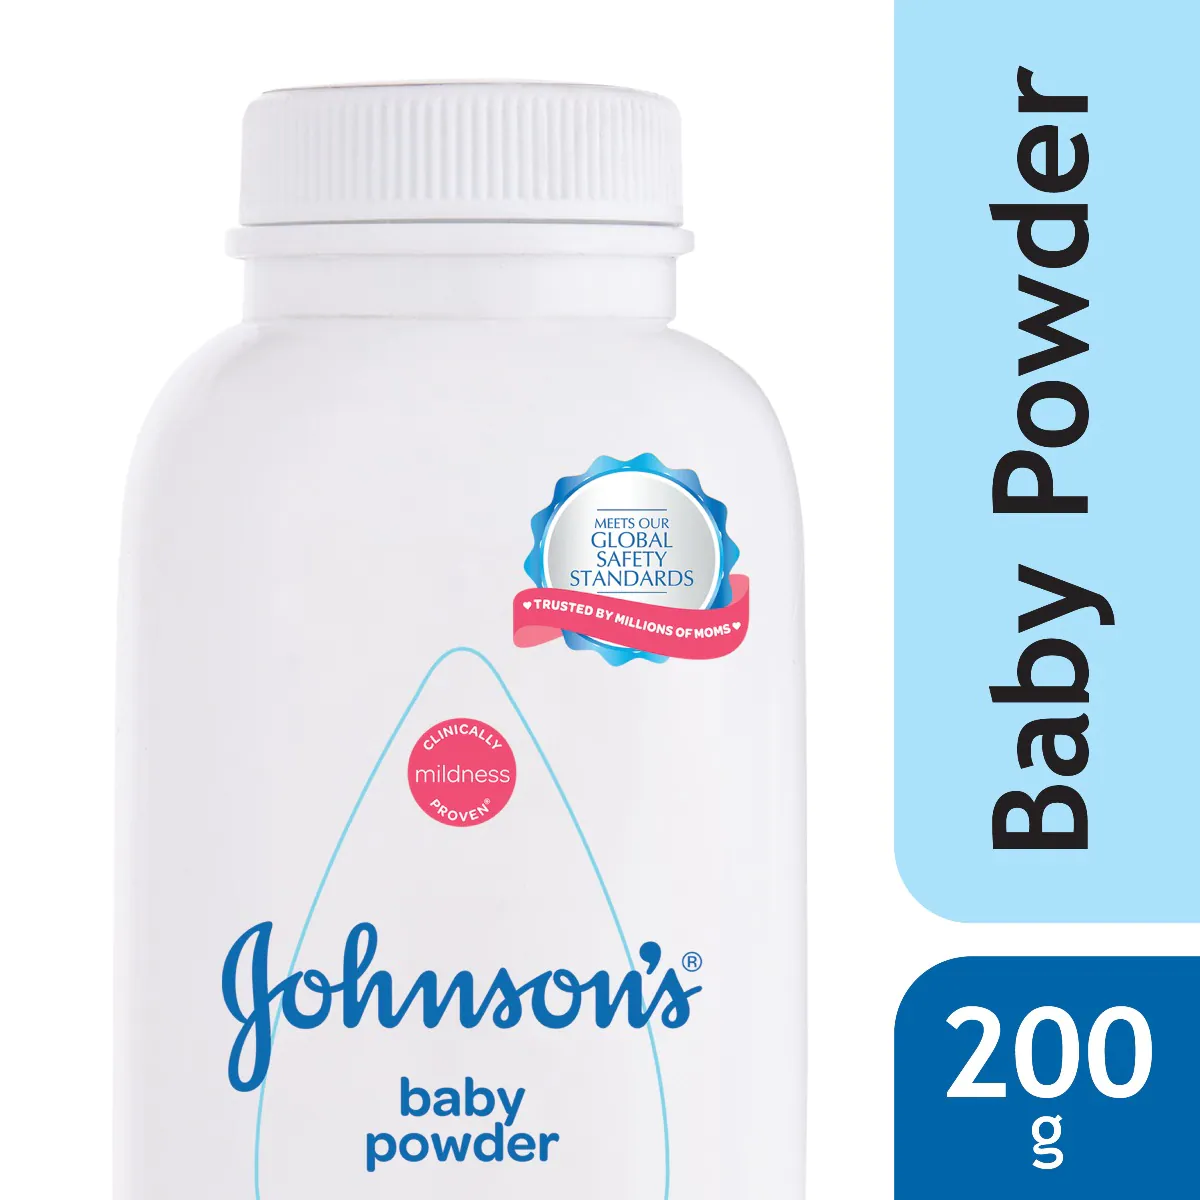 MEETS OUR
GLOBAL
SAFETY
STANDARDS
♥TRUSTED BY MILLIONS OF MOMS♥
CLINICALLY
mildness
PROVEN®
Johnson's®
baby
powder
Baby Powder
200
g